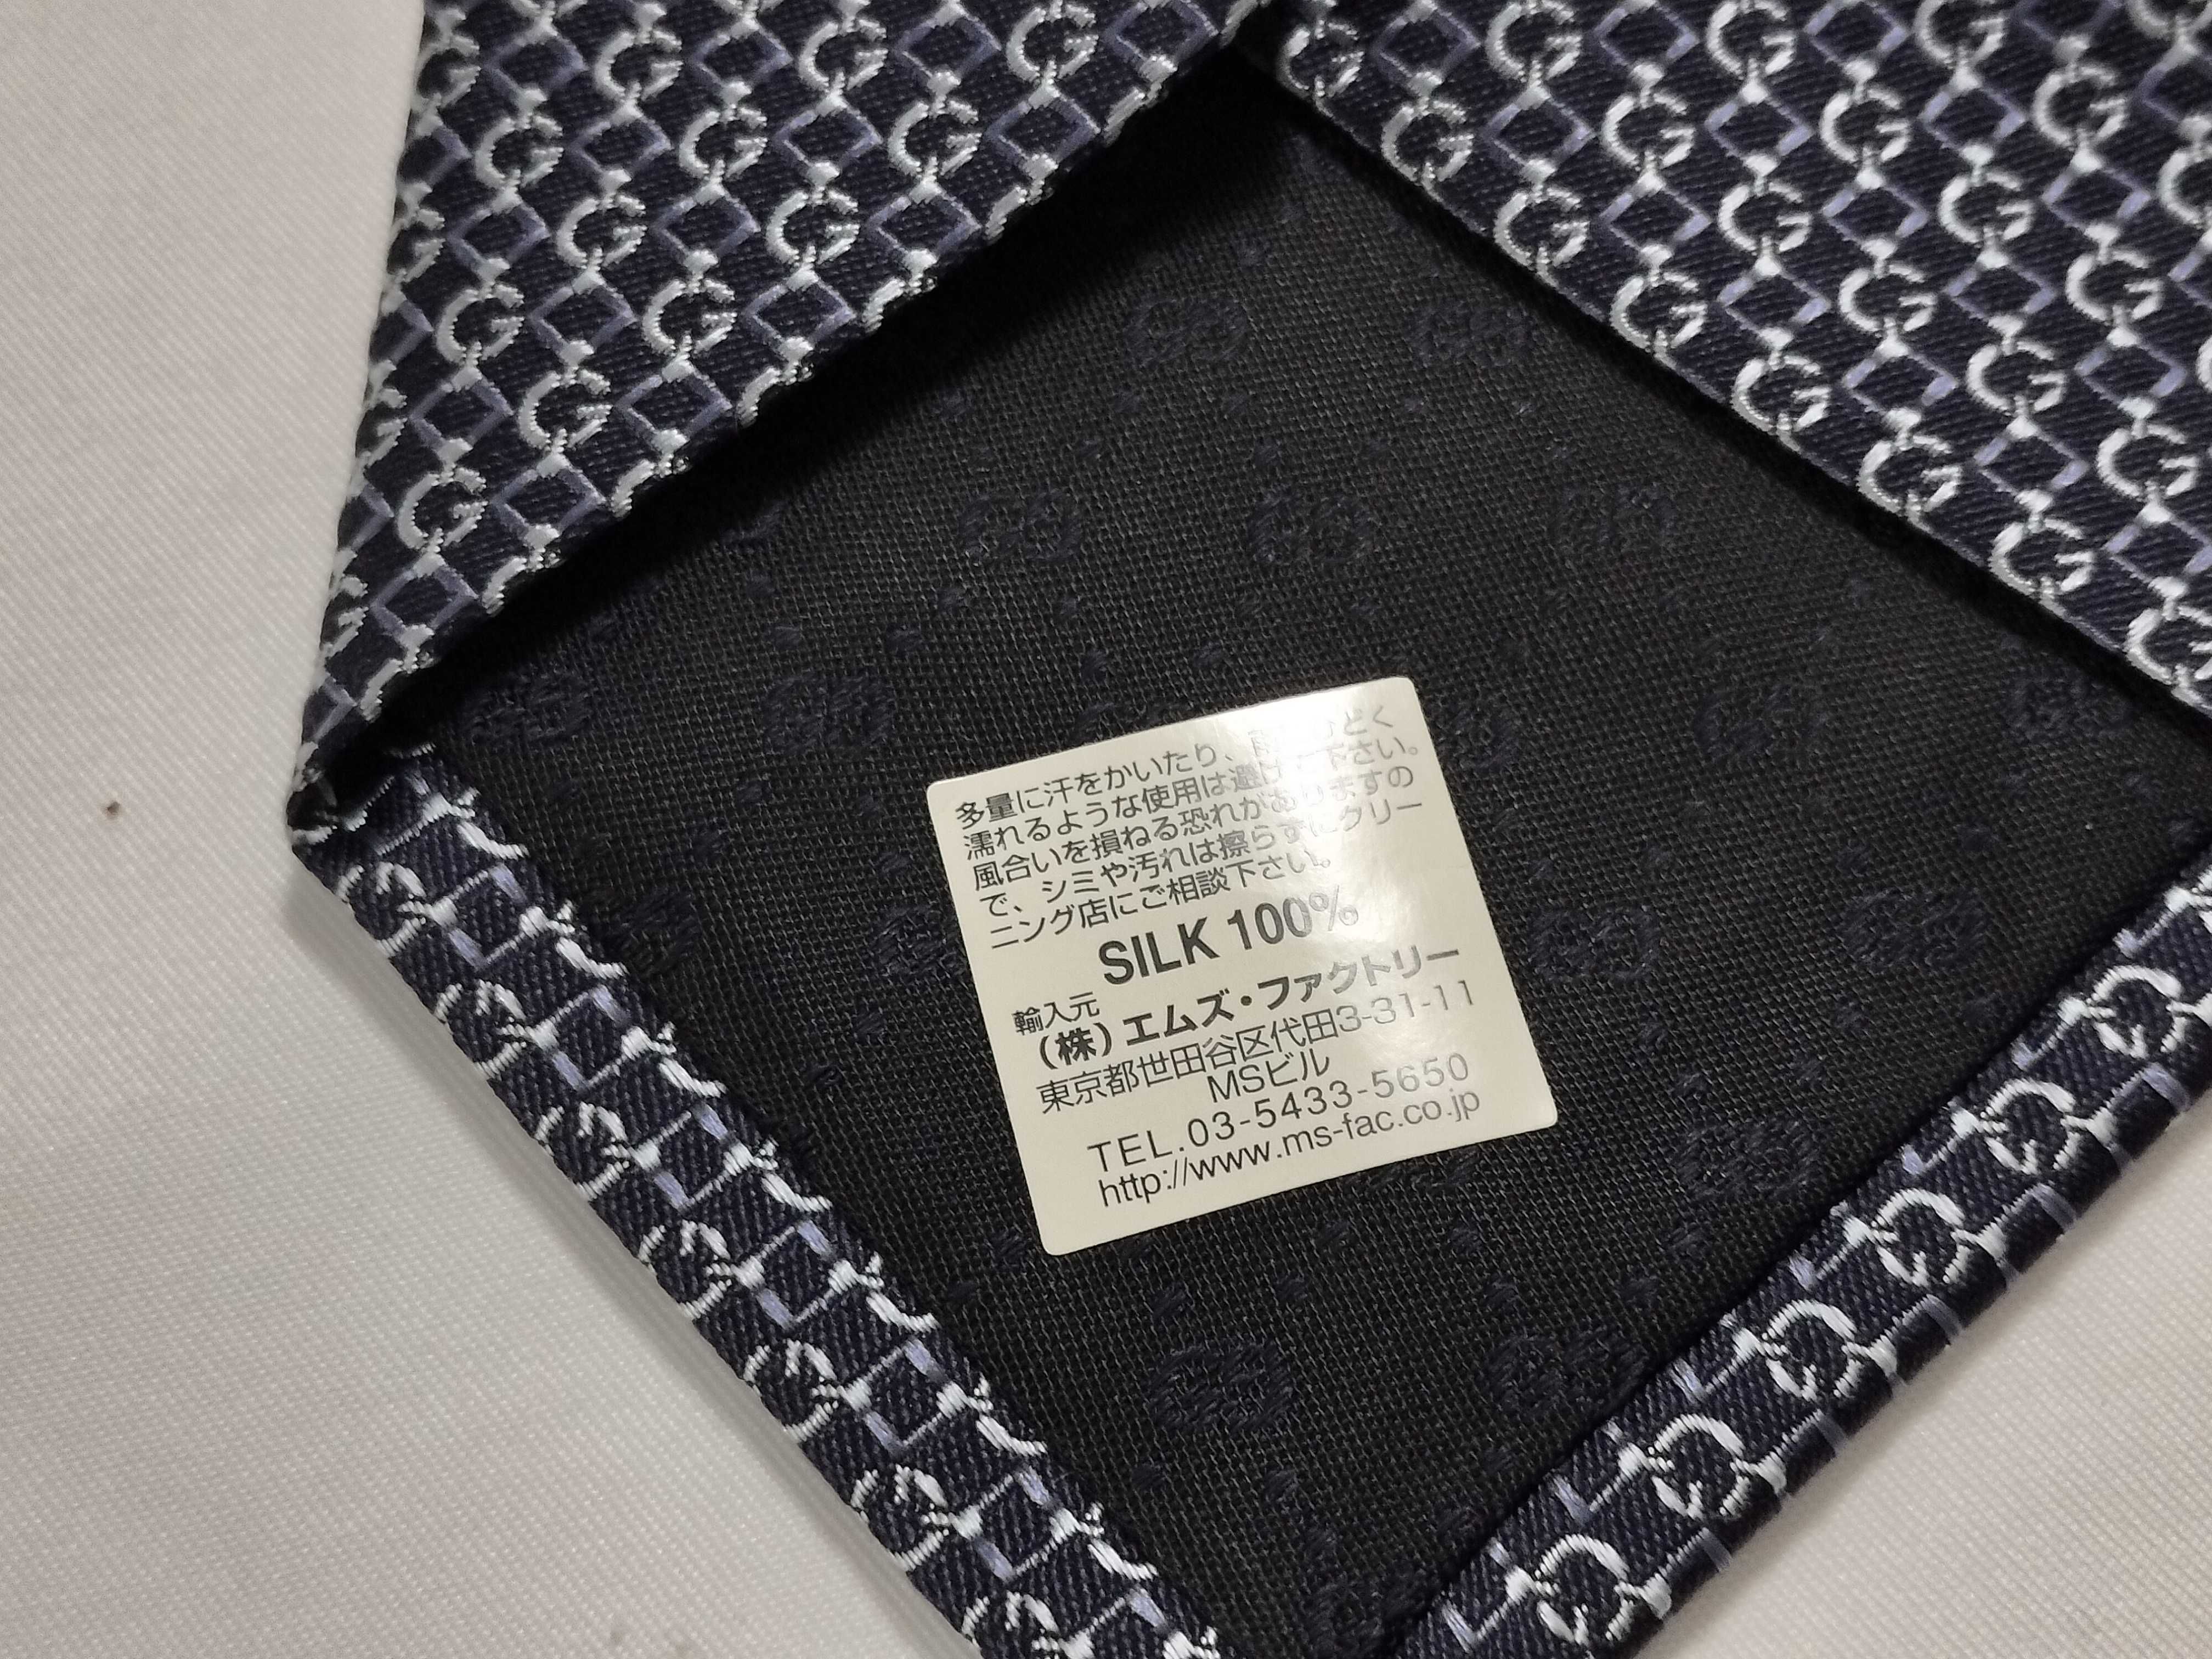 多量に汗をかいたり、雨でひどく
濡れるような使用は避けて下さい。
風合いを損ねる恐れがありますの
で、シミや汚れは擦らずにクリー
ニング店にご相談下さい。
SILK 100%
輸入元
(株)エムズ・ファクトリー
東京都世田谷区代田3-31-11
MSビル
TEL.03-5433-5650
http://www.ms-fac.co.jp